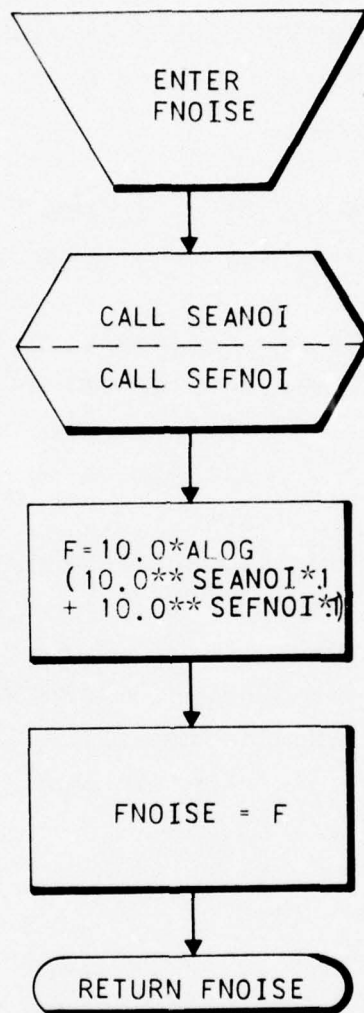 ENTER
FNOISE
CALL SEANOI
CALL SEFNOI
F=10.0*ALOG
(10.0** SEANOI*.1
+ 10.0** SEFNOI*.1)
FNOISE = F
RETURN FNOISE